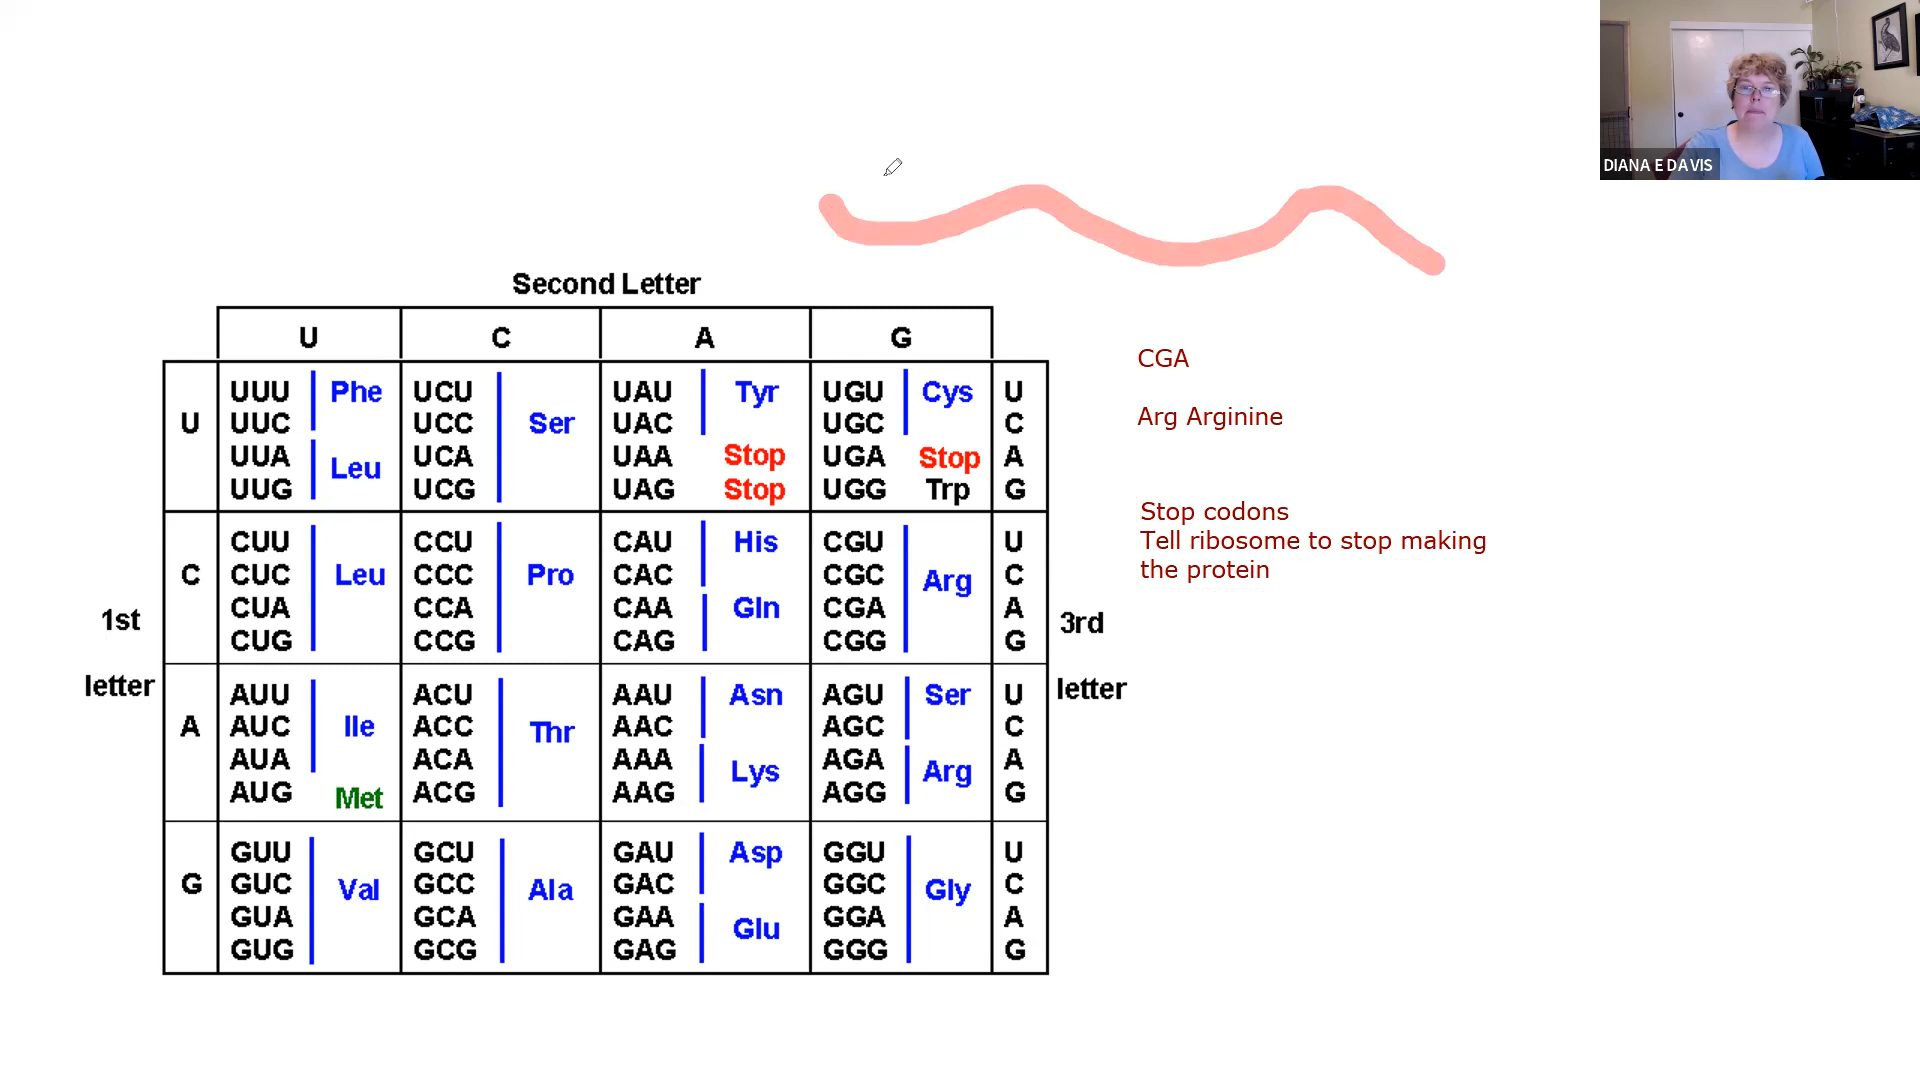 DIANA E DAVIS
Second Letter
U C A G
U
UUU Phe UCU UAU Tyr UGU Cys U
UUC UCC Ser UAC UGC C
UUA Leu UCA UAA Stop UGA Stop A
UUG UCG UAG Stop UGG Trp G
C
CUU CCU CAU His CGU U
CUC Leu CCC Pro CAC CGC Arg C
CUA CCA CAA Gln CGA A
CUG CCG CAG CGG G
1st
letter
3rd
letter
A
AUU ACU AAU Asn AGU Ser U
AUC Ile ACC Thr AAC AGC C
AUA ACA AAA Lys AGA Arg A
AUG Met ACG AAG AGG G
G
GUU GCU GAU Asp GGU U
GUC Val GCC Ala GAC GGC Gly C
GUA GCA GAA Glu GGA A
GUG GCG GAG GGG G
CGA
Arg Arginine
Stop codons
Tell ribosome to stop making
the protein